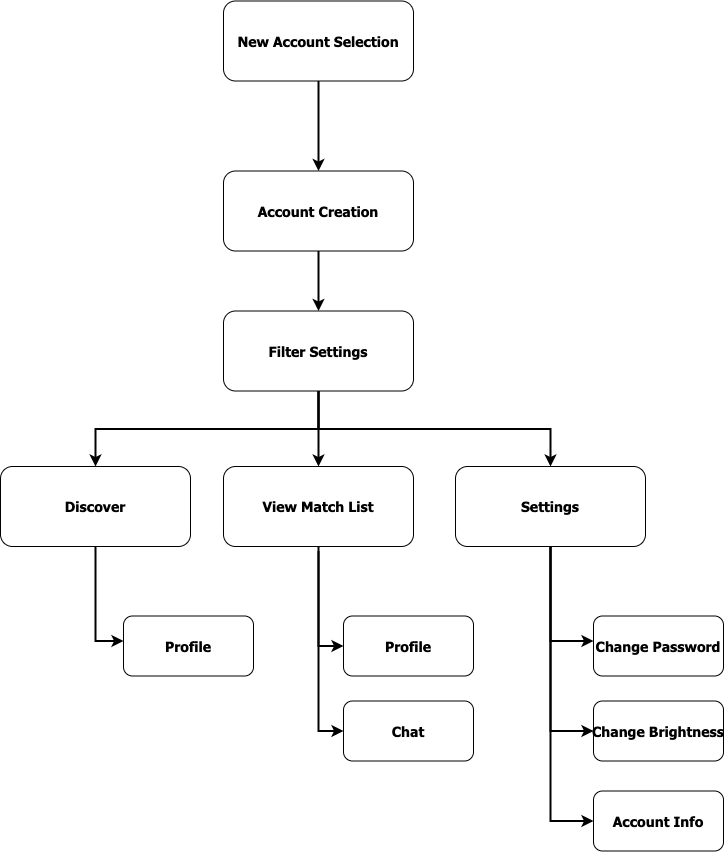 New Account Selection
Account Creation
Filter Settings
Discover
View Match List
Settings
Profile
Profile
Change Password
Chat
Change Brightness
Account Info